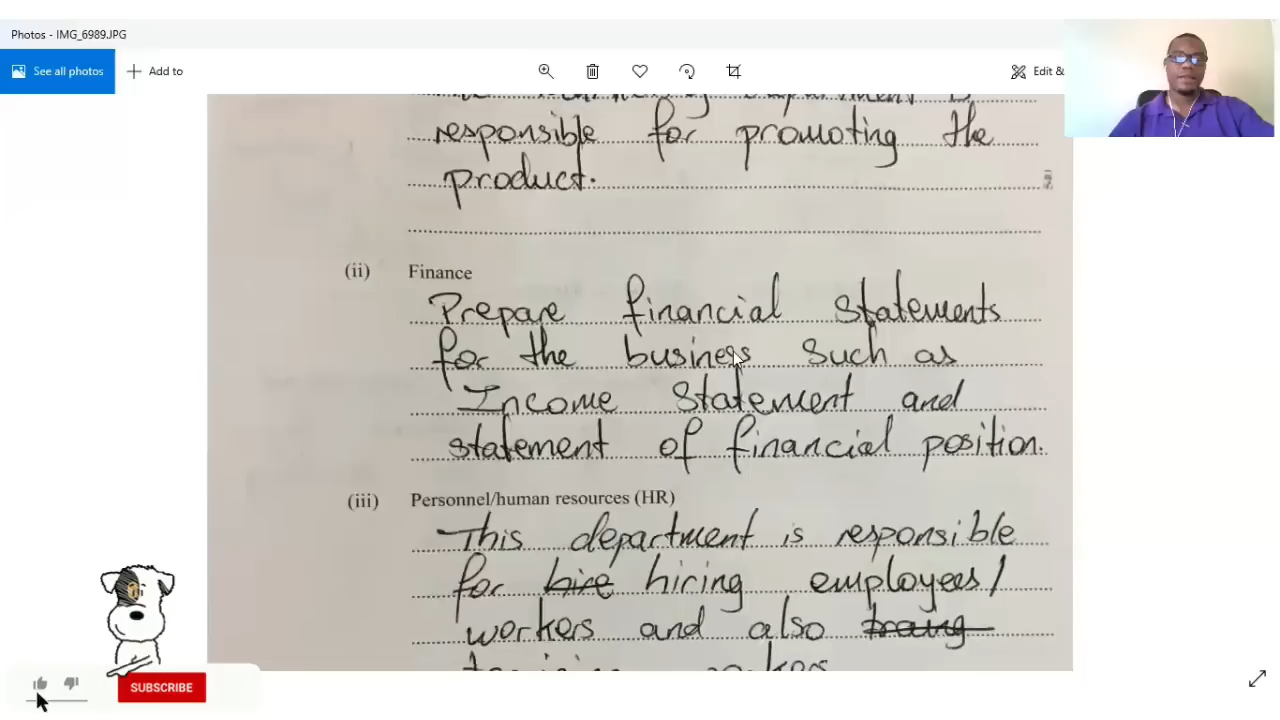 Photos - IMG_6989.JPG
See all photos
Add to
Edit &
responsible for promoting the
product.
(ii) Finance
Prepare financial statements
for the business such as
Income statement and
statement of financial position.
(iii) Personnel/human resources (HR)
This department is responsible
for hire hiring employees/
workers and also
workers
SUBSCRIBE